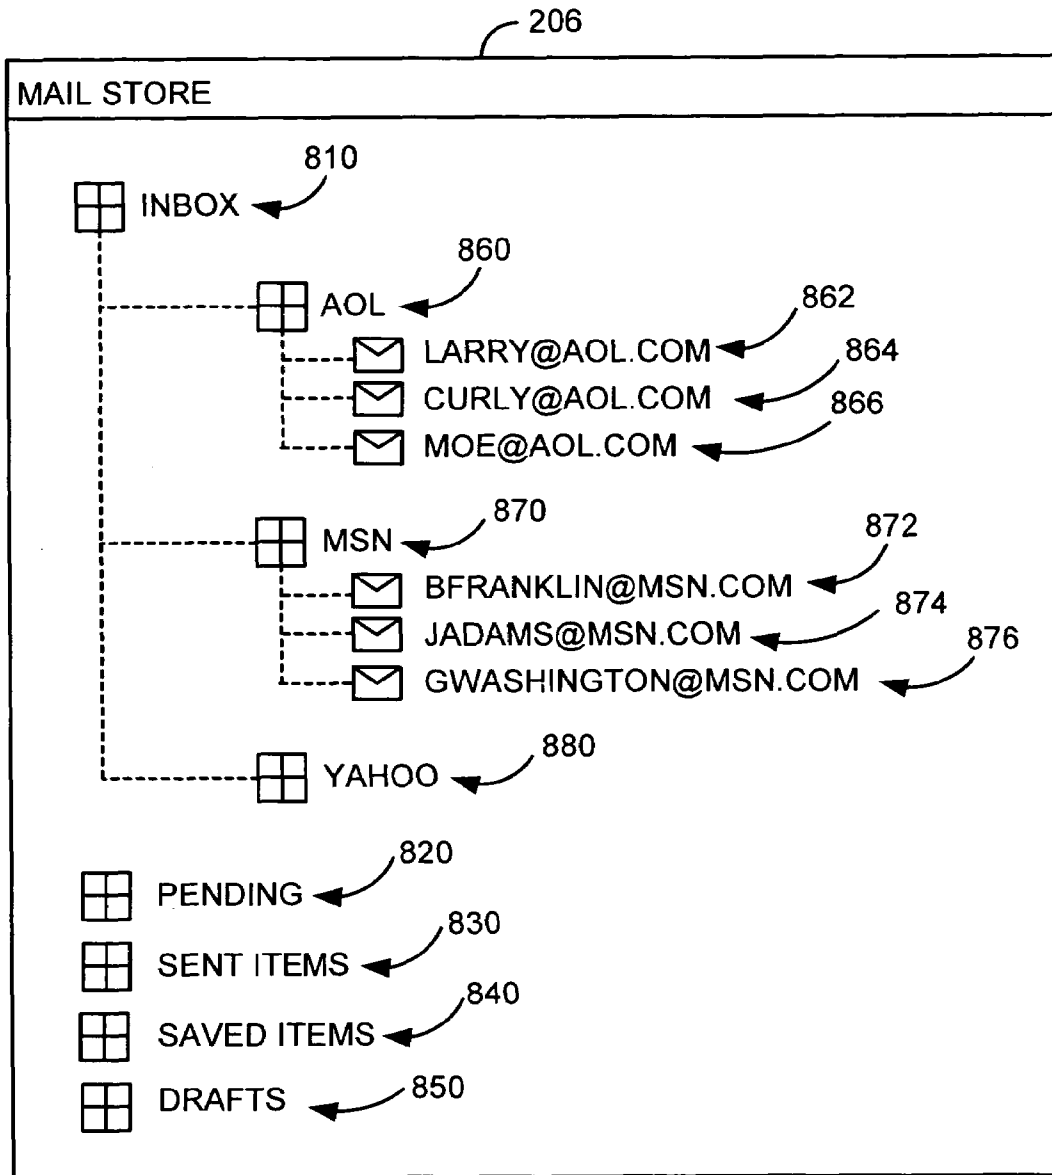 206
MAIL STORE
810
INBOX
860
AOL
862
LARRY@AOL.COM
864
CURLY@AOL.COM
866
MOE@AOL.COM
870
MSN
872
BFRANKLIN@MSN.COM
874
JADAMS@MSN.COM
876
GWASHINGTON@MSN.COM
880
YAHOO
820
PENDING
830
SENT ITEMS
840
SAVED ITEMS
850
DRAFTS